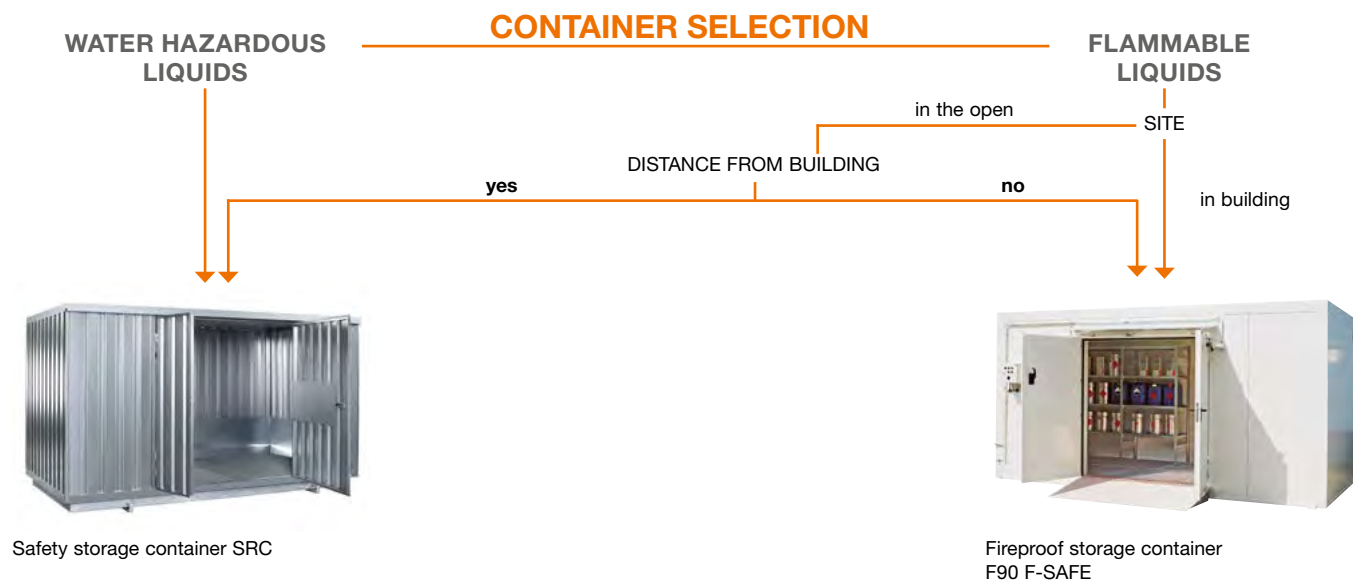 CONTAINER SELECTION
WATER HAZARDOUS
LIQUIDS
FLAMMABLE
LIQUIDS
in the open
SITE
DISTANCE FROM BUILDING
yes
no
in building
Safety storage container SRC
Fireproof storage container
F90 F-SAFE